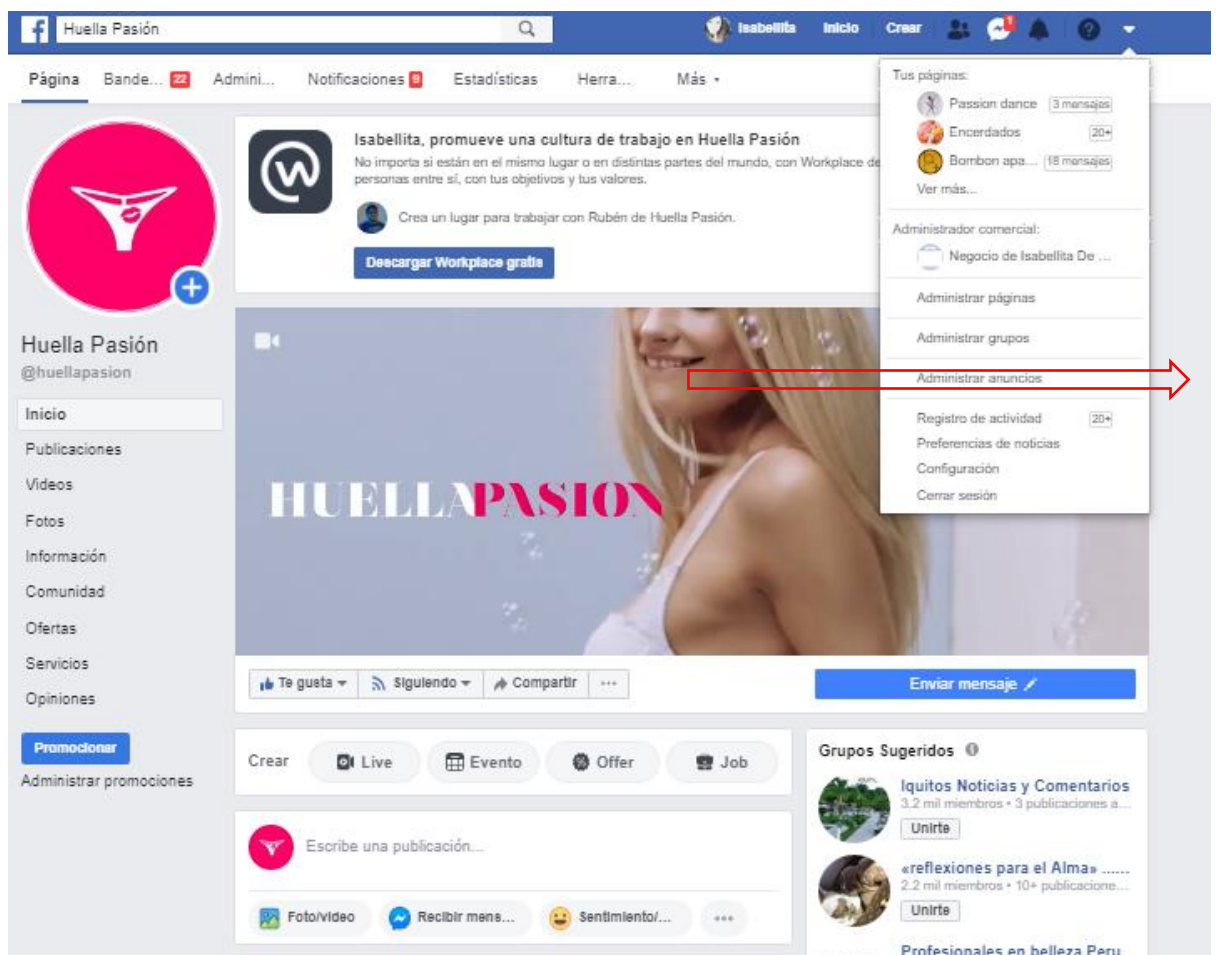 Huella Pasión
Isabellita Inicio Crear 1
Página Bande... 22 Admini... Notificaciones 9 Estadísticas Herra... Más
Tus páginas:
Passion dance 3 mensajes
Encerdados 20+
Bombon apa... 18 mensajes
Ver más...
Administrador comercial:
Negocio de Isabellita De ...
Administrar páginas
Administrar grupos
Administrar anuncios
Registro de actividad 20+
Preferencias de noticias
Configuración
Cerrar sesión
Isabellita, promueve una cultura de trabajo en Huella Pasión
No importa si están en el mismo lugar o en distintas partes del mundo, con Workplace de
personas entre sí, con tus objetivos y tus valores.
Crea un lugar para trabajar con Rubén de Huella Pasión.
Descargar Workplace gratis
Huella Pasión
@huellapasion
Inicio
Publicaciones
Videos
Fotos
Información
Comunidad
Ofertas
Servicios
Opiniones
Promocionar
Administrar promociones
HUELLAPASION
Te gusta Siguiendo Compartir ...
Enviar mensaje
Crear Live Evento Offer Job
Escribe una publicación...
Foto/video Recibir mens... Sentimiento/... ...
Grupos Sugeridos
Iquitos Noticias y Comentarios
3.2 mil miembros • 3 publicaciones a...
Unirte
«reflexiones para el Alma» ......
2.2 mil miembros • 10+ publicacione...
Unirte
Profesionales en belleza Peru